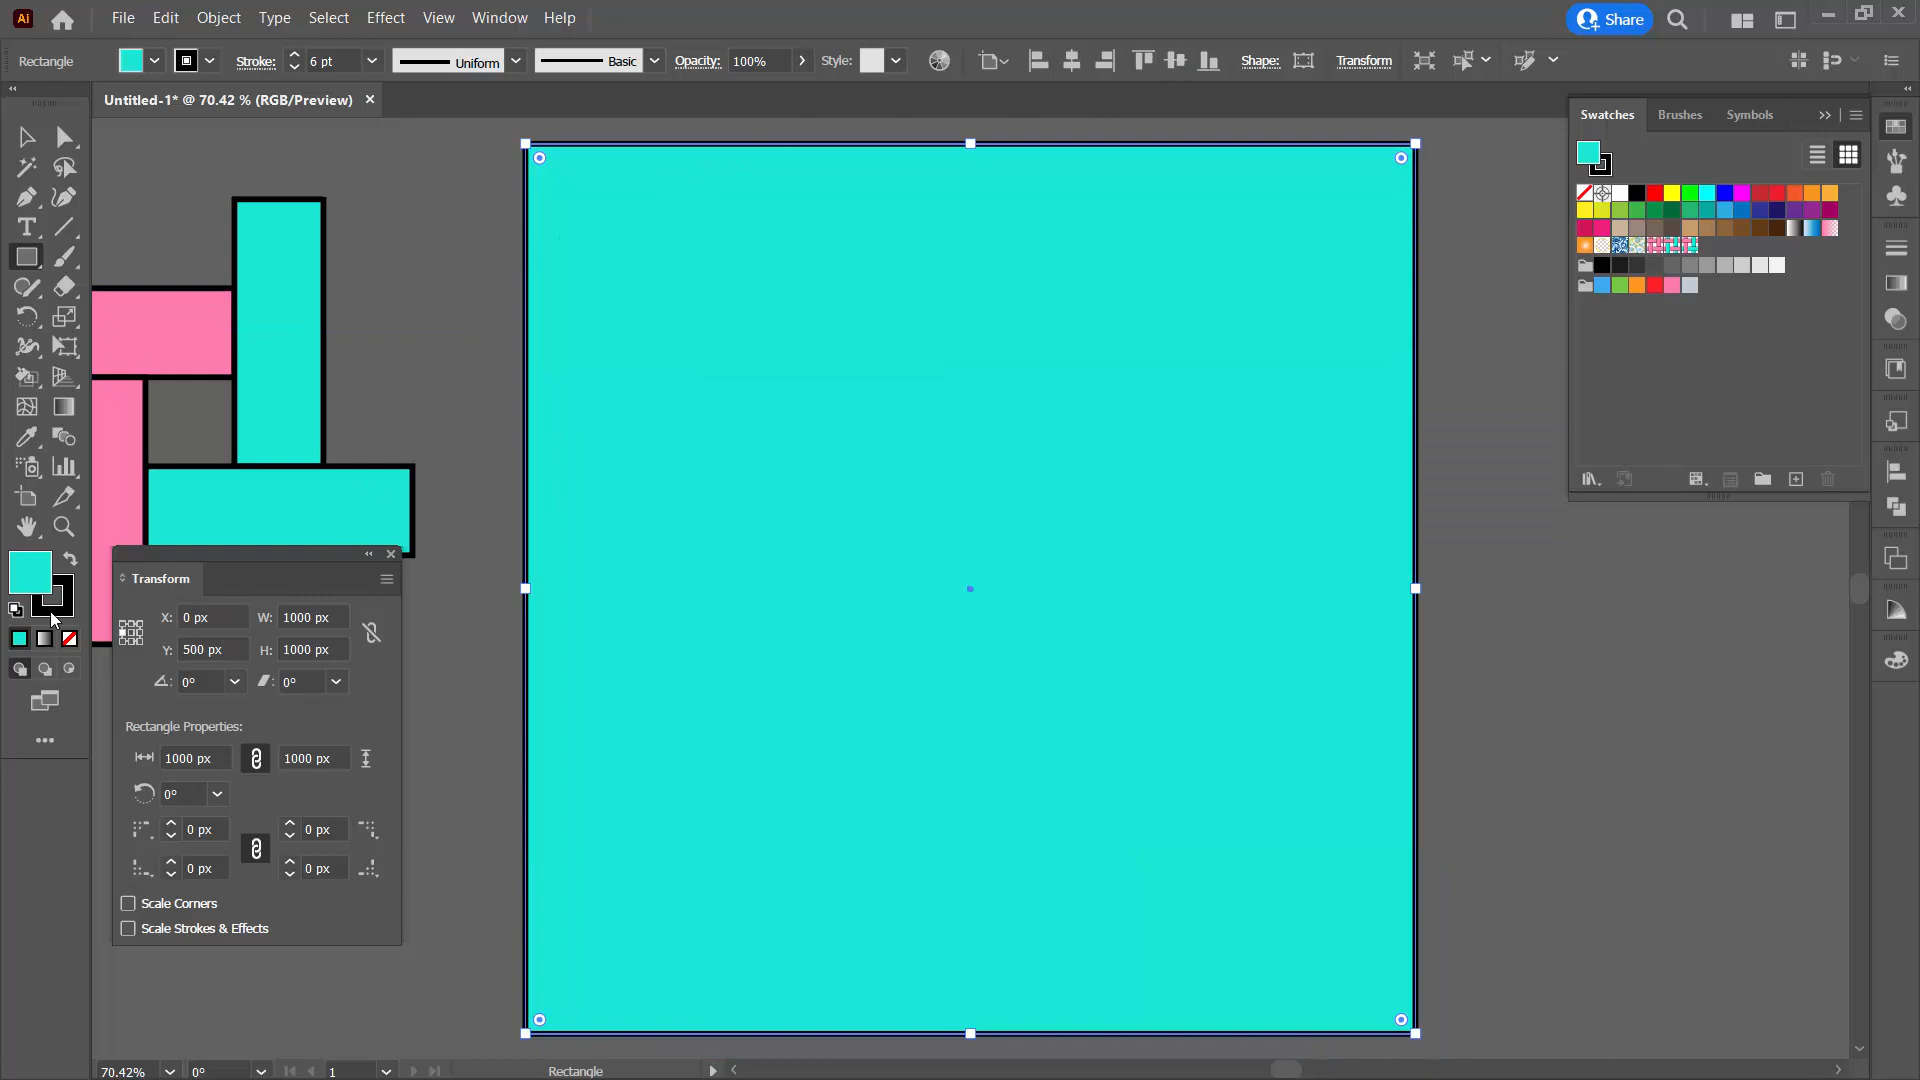 Ai File Edit Object Type Select Effect View Window Help Share
Rectangle Stroke: 6 pt Uniform Basic Opacity: 100% Style: Shape: Transform
Untitled-1* @ 70.42 % (RGB/Preview)
Swatches Brushes Symbols
Transform
X: 0 px W: 1000 px
Y: 500 px H: 1000 px
0° 0°
Rectangle Properties:
1000 px 1000 px
0°
0 px 0 px
0 px 0 px
Scale Corners
Scale Strokes & Effects
70.42% 0° 1 Rectangle